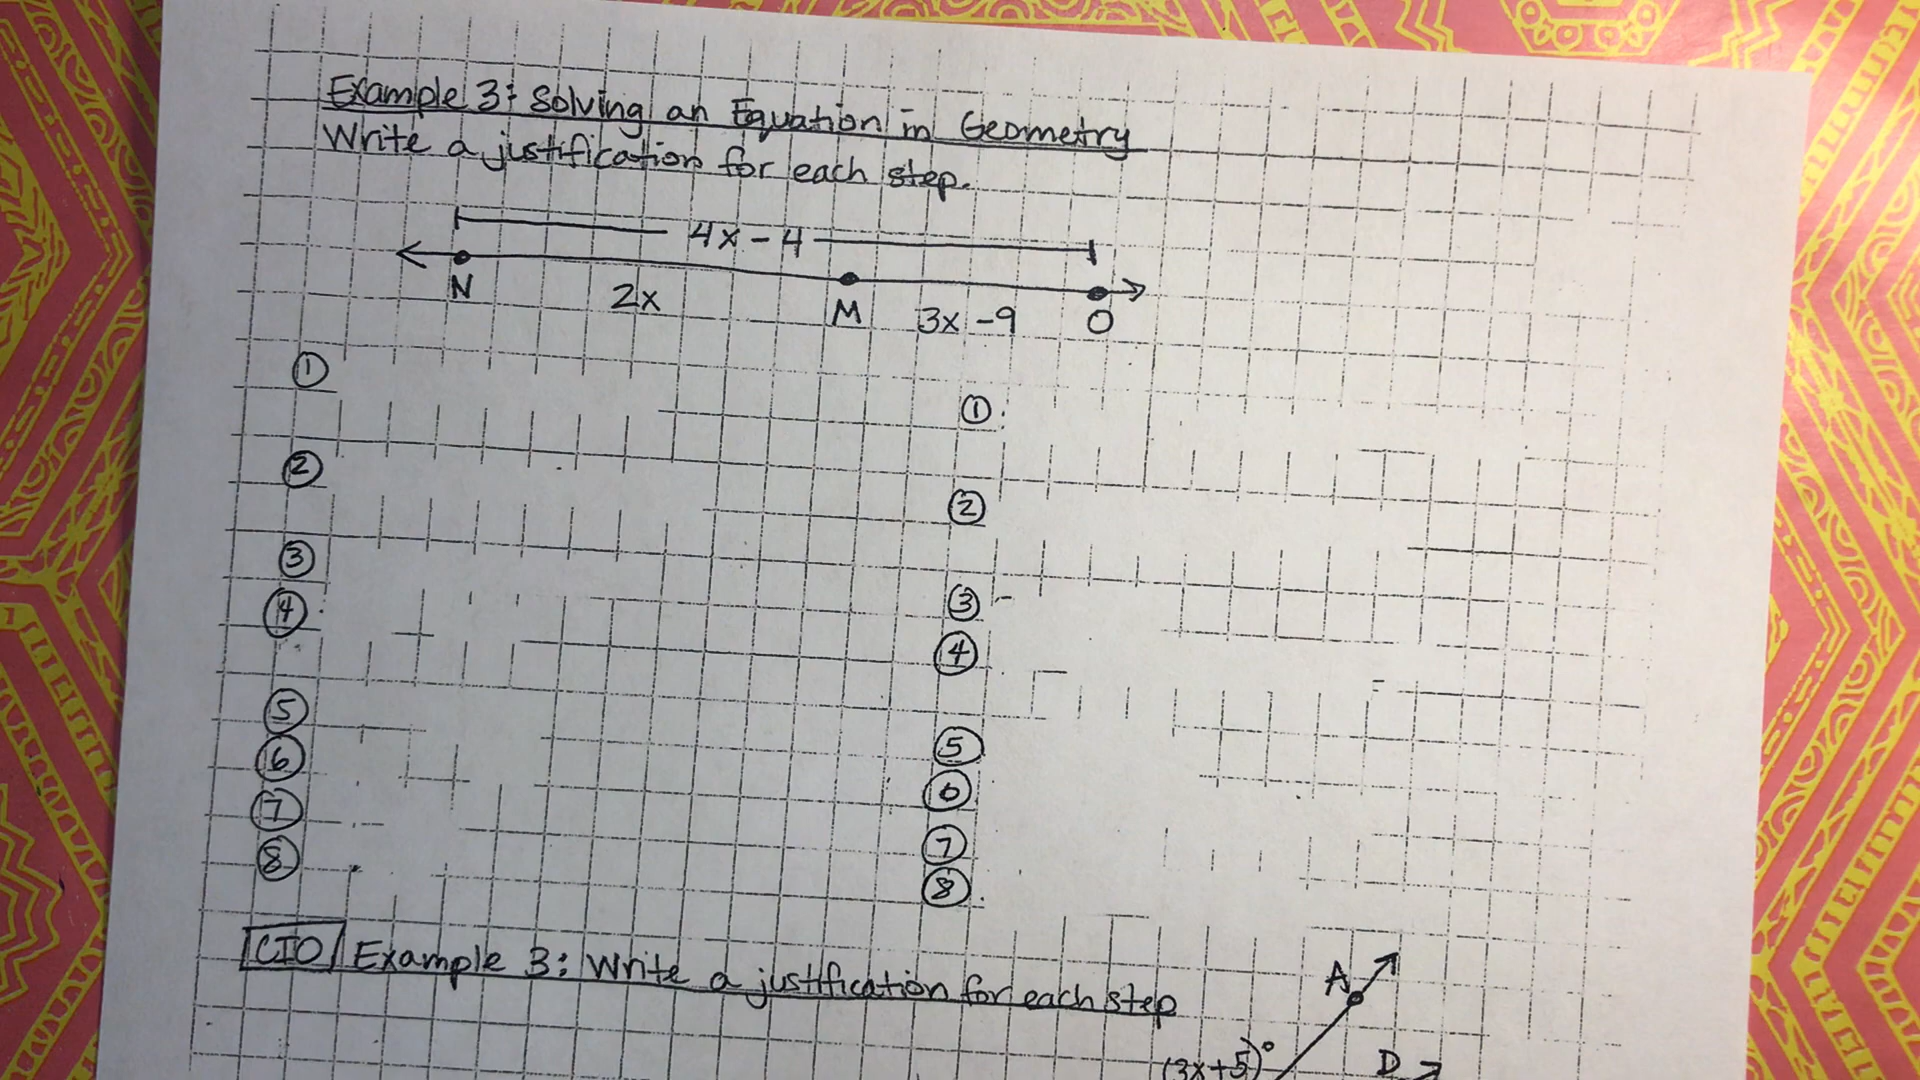 Example 3: Solving an Equation in Geometry
Write a justification for each step.
4x - 4
N 2x M 3x - 9 O
① ①
② ②
③ ③
④ ④
⑤ ⑤
⑥ ⑥
⑦ ⑦
⑧ ⑧
CIO Example 3: Write a justification for each step
A
(3x+5)° D